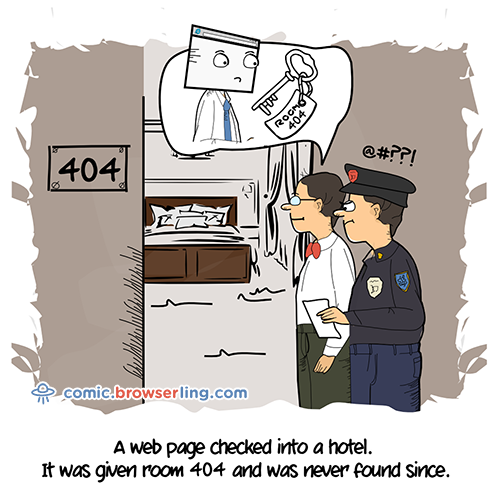 ROOM
404
@#??!
404
comic.browserling.com
A web page checked into a hotel.
It was given room 404 and was never found since.